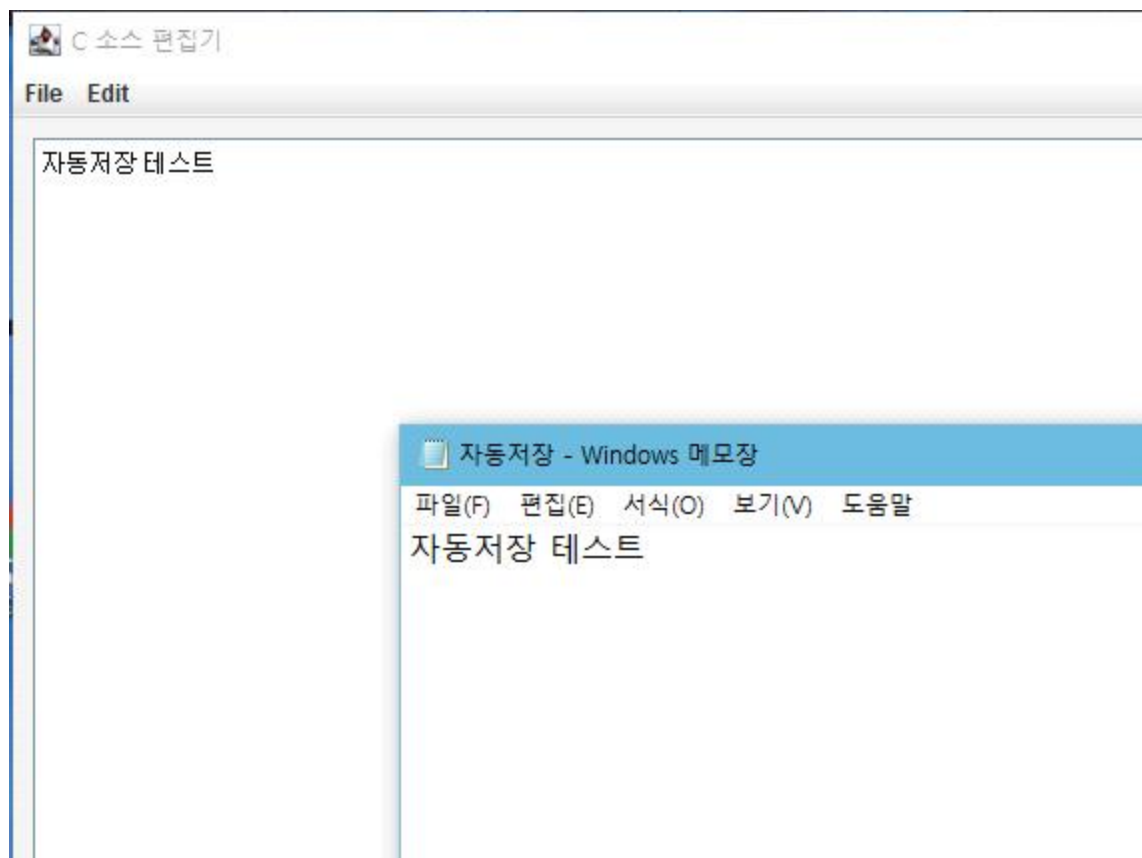 C 소스 편집기
File Edit
자동저장 테스트
자동저장 - Windows 메모장
파일(F) 편집(E) 서식(O) 보기(V) 도움말
자동저장 테스트